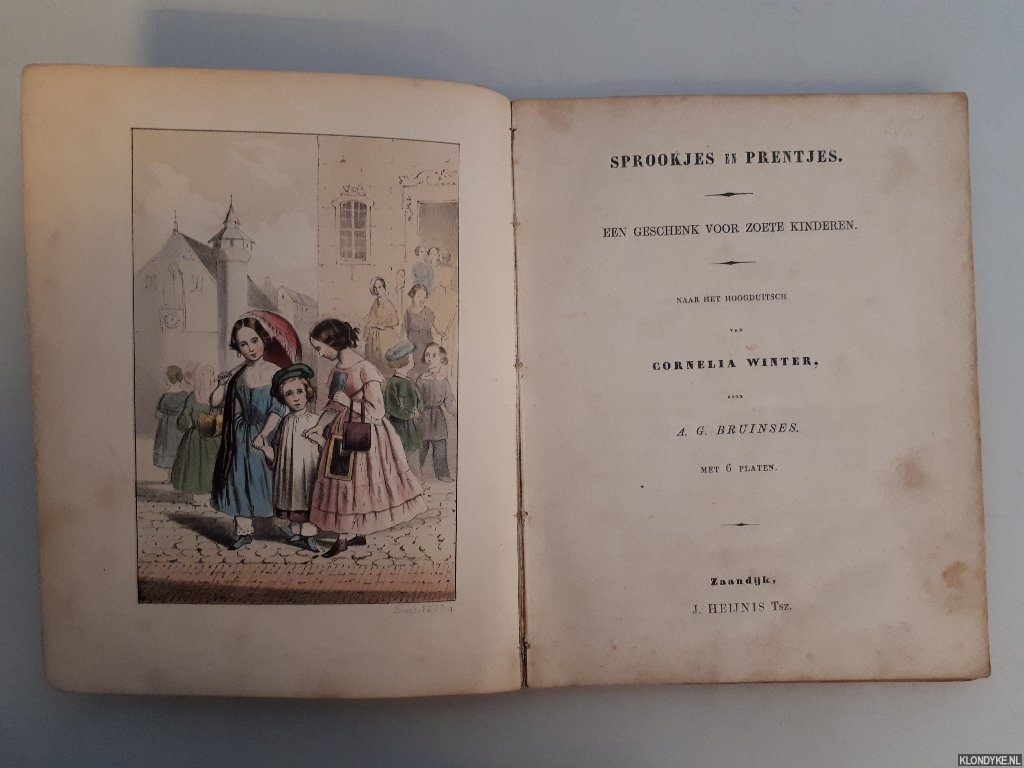 SPROOKJES EN PRENTJES.
EEN GESCHENK VOOR ZOETE KINDEREN.
NAAR HET HOOGDUITSCH
VAN
CORNELIA WINTER.
DOOR
A. G. BRUINSES.
MET 6 PLATEN.
Zaandijk,
J. HEIJNIS Tsz.
KLONDYKE.NL